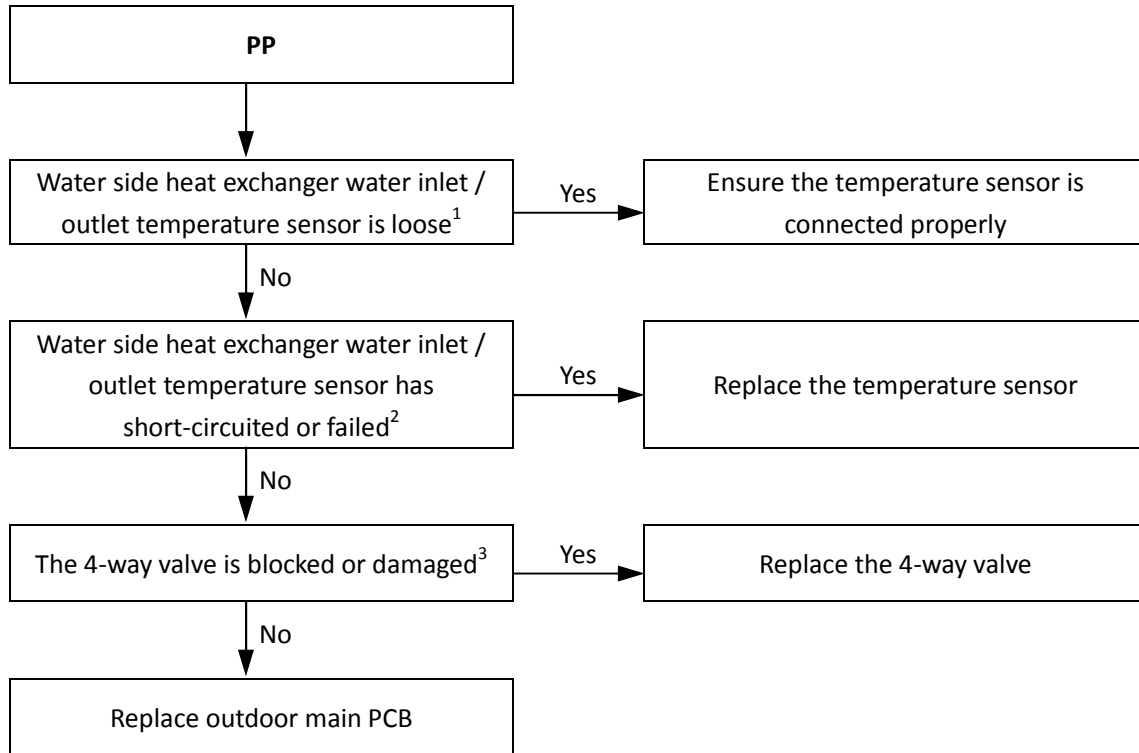 PP
Water side heat exchanger water inlet /
outlet temperature sensor is loose1
Yes
Ensure the temperature sensor is
connected properly
No
Water side heat exchanger water inlet /
outlet temperature sensor has
short-circuited or failed2
Yes
Replace the temperature sensor
No
The 4-way valve is blocked or damaged3
Yes
Replace the 4-way valve
No
Replace outdoor main PCB